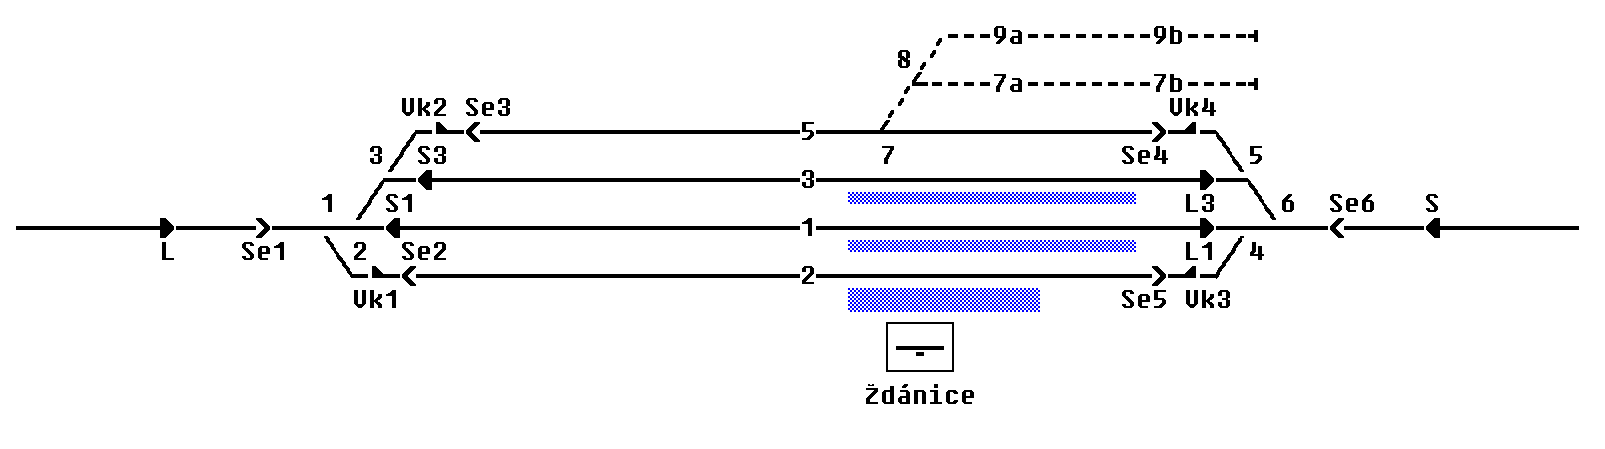 9a 9b
8
7a 7b
Vk2 Se3 Vk4
5
3 S3 7 Se4 5
3
1 S1 L3 6 Se6 S
1
L Se1 2 Se2 L1 4
2
Vk1 Se5 Vk3
Ždánice